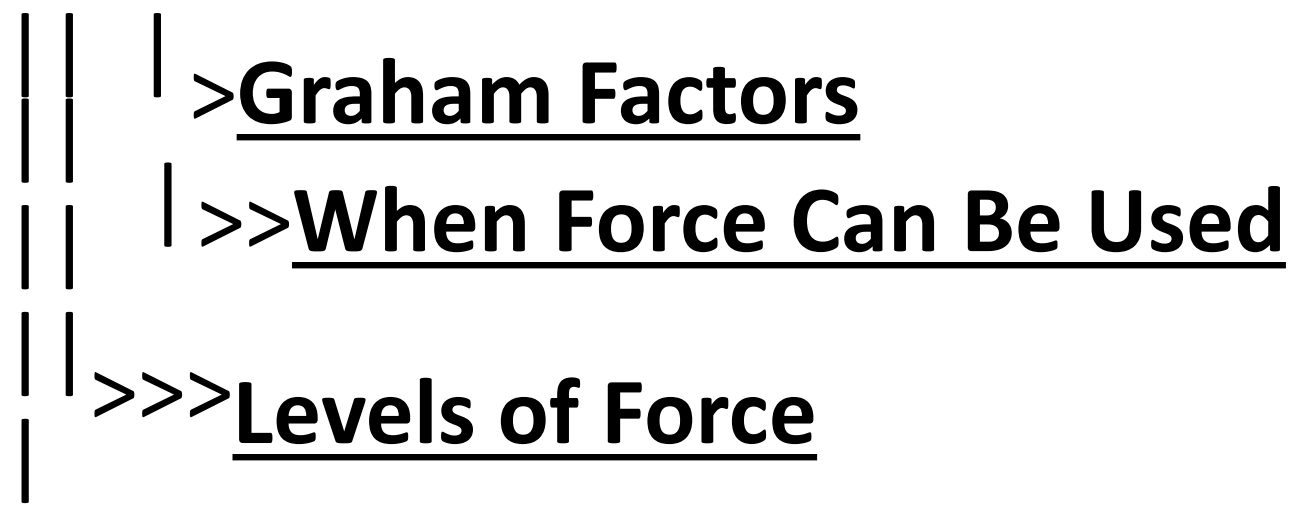 | | | >Graham Factors
| |
| | | >>When Force Can Be Used
| | >>>Levels of Force
|